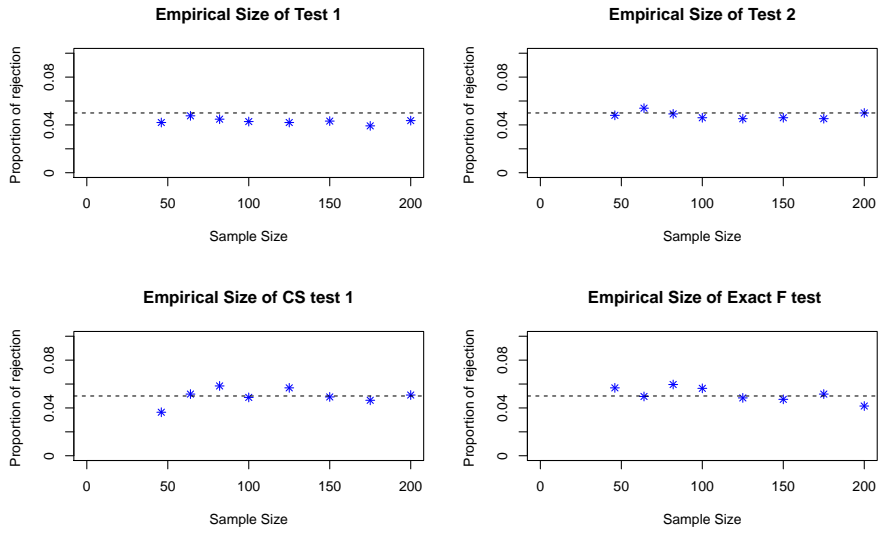 Empirical Size of Test 1
Proportion of rejection
0.08
0.04
0
0 50 100 150 200
Sample Size
Empirical Size of Test 2
Proportion of rejection
0.08
0.04
0
0 50 100 150 200
Sample Size
Empirical Size of CS test 1
Proportion of rejection
0.08
0.04
0
0 50 100 150 200
Sample Size
Empirical Size of Exact F test
Proportion of rejection
0.08
0.04
0
0 50 100 150 200
Sample Size